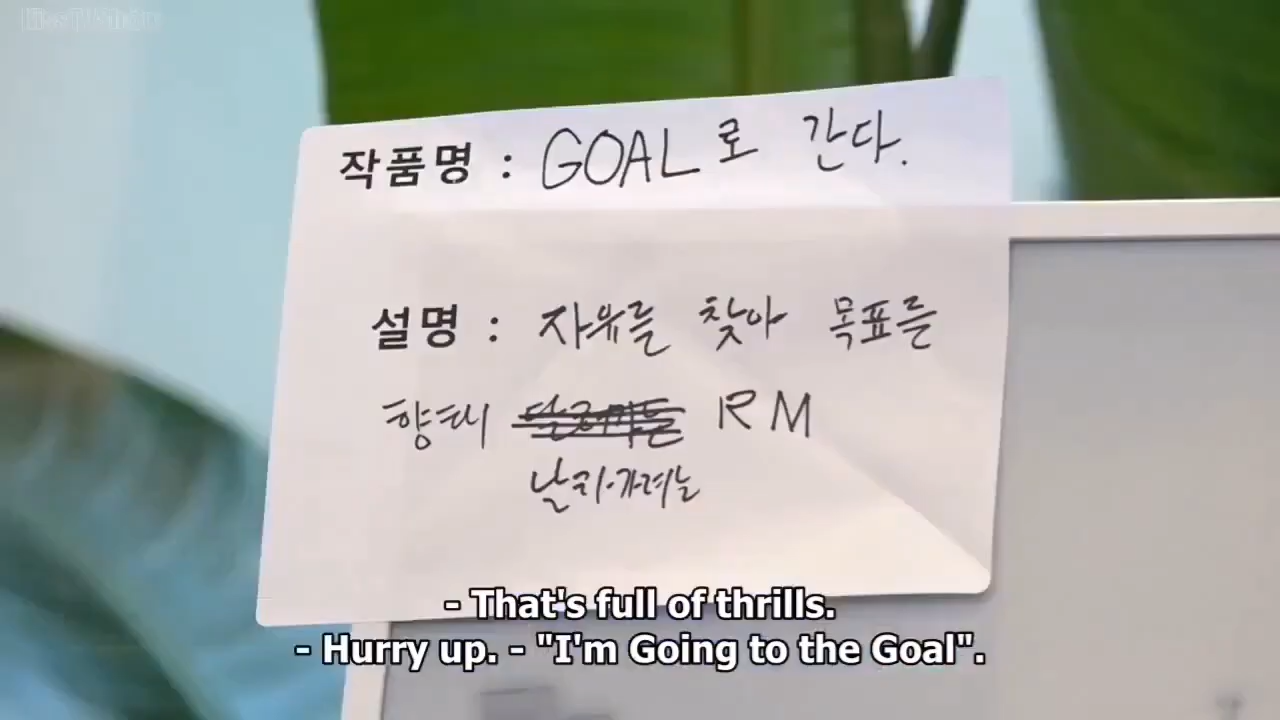 작품명 : GOAL로 간다.
설명 : 자유를 찾아 목표를
향해 RM
날라가려는
- That's full of thrills.
- Hurry up. - "I'm Going to the Goal".